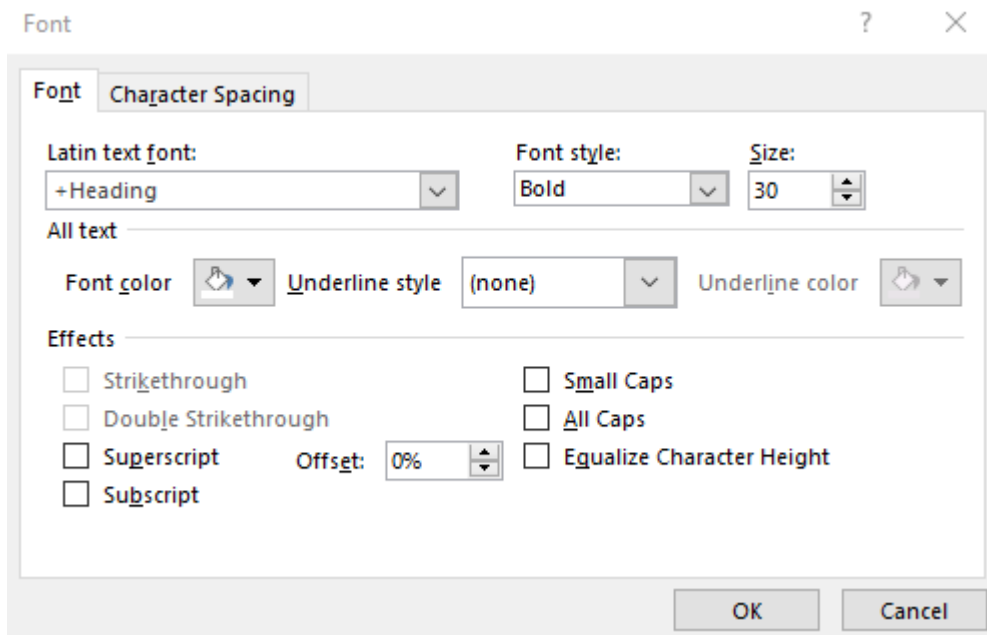 Font ?
Font Character Spacing
Latin text font: Font style: Size:
+Heading Bold 30
All text
Font color Underline style (none) Underline color
Effects
Strikethrough Small Caps
Double Strikethrough All Caps
Superscript Offset: 0% Equalize Character Height
Subscript
OK Cancel